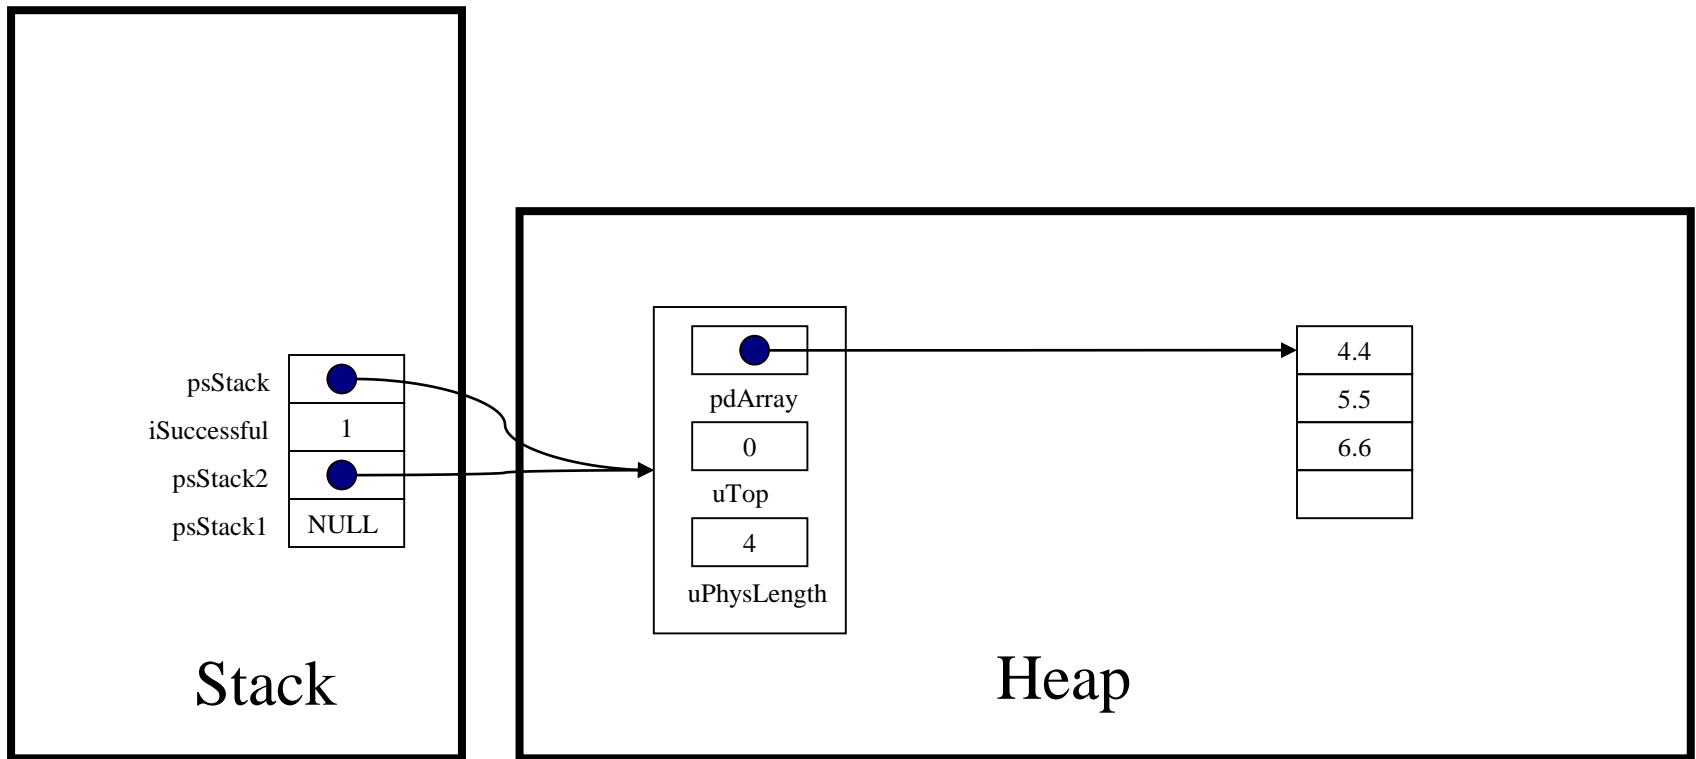 psStack
iSuccessful 1
psStack2
psStack1 NULL
Stack
pdArray
0
uTop
4
uPhysLength
4.4
5.5
6.6
Heap